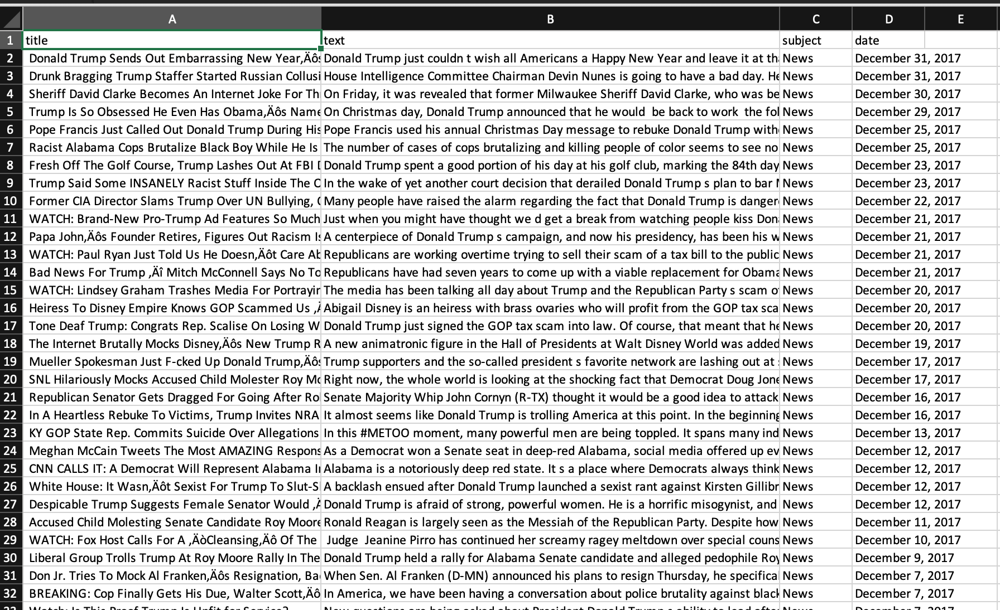 A B C D E
1 title text subject date
2 Donald Trump Sends Out Embarrassing New Year‚Äôs Donald Trump just couldn t wish all Americans a Happy New Year and leave it at News December 31, 2017
3 Drunk Bragging Trump Staffer Started Russian Collusi House Intelligence Committee Chairman Devin Nunes is going to have a bad day. He News December 31, 2017
4 Sheriff David Clarke Becomes An Internet Joke For Th On Friday, it was revealed that former Milwaukee Sheriff David Clarke, who was be News December 30, 2017
5 Trump Is So Obsessed He Even Has Obama‚Äôs Name On Christmas day, Donald Trump announced that he would  be back to work  the fol News December 29, 2017
6 Pope Francis Just Called Out Donald Trump During His Pope Francis used his annual Christmas Day message to rebuke Donald Trump with News December 25, 2017
7 Racist Alabama Cops Brutalize Black Boy While He Is The number of cases of cops brutalizing and killing people of color seems to see no News December 25, 2017
8 Fresh Off The Golf Course, Trump Lashes Out At FBI Donald Trump spent a good portion of his day at his golf club, marking the 84th day News December 23, 2017
9 Trump Said Some INSANELY Racist Stuff Inside The In the wake of yet another court decision that derailed Donald Trump s plan to bar News December 23, 2017
10 Former CIA Director Slams Trump Over UN Bullying, Many people have raised the alarm regarding the fact that Donald Trump is danger News December 22, 2017
11 WATCH: Brand-New Pro-Trump Ad Features So Much Just when you might have thought we d get a break from watching people kiss Don News December 21, 2017
12 Papa John‚Äôs Founder Retires, Figures Out Racism Is A centerpiece of Donald Trump s campaign, and now his presidency, has been his w News December 21, 2017
13 WATCH: Paul Ryan Just Told Us He Doesn‚Äôt Care Ab Republicans are working overtime trying to sell their scam of a tax bill to the public News December 21, 2017
14 Bad News For Trump ‚Äî Mitch McConnell Says No To Republicans have had seven years to come up with a viable replacement for Obama News December 21, 2017
15 WATCH: Lindsey Graham Trashes Media For Portrayin The media has been talking all day about Trump and the Republican Party s scam o News December 20, 2017
16 Heiress To Disney Empire Knows GOP Scammed Us ‚Ä Abigail Disney is an heiress with brass ovaries who will profit from the GOP tax sca News December 20, 2017
17 Tone Deaf Trump: Congrats Rep. Scalise On Losing W Donald Trump just signed the GOP tax scam into law. Of course, that meant that he News December 20, 2017
18 The Internet Brutally Mocks Disney‚Äôs New Trump R A new animatronic figure in the Hall of Presidents at Walt Disney World was added News December 19, 2017
19 Mueller Spokesman Just F-cked Up Donald Trump‚Äôs Trump supporters and the so-called president s favorite network are lashing out at News December 17, 2017
20 SNL Hilariously Mocks Accused Child Molester Roy Mo Right now, the whole world is looking at the shocking fact that Democrat Doug Jone News December 17, 2017
21 Republican Senator Gets Dragged For Going After Ro Senate Majority Whip John Cornyn (R-TX) thought it would be a good idea to attack News December 16, 2017
22 In A Heartless Rebuke To Victims, Trump Invites NRA It almost seems like Donald Trump is trolling America at this point. In the beginning News December 16, 2017
23 KY GOP State Rep. Commits Suicide Over Allegations In this #METOO moment, many powerful men are being toppled. It spans many ind News December 13, 2017
24 Meghan McCain Tweets The Most AMAZING Respons As a Democrat won a Senate seat in deep-red Alabama, social media offered up ev News December 12, 2017
25 CNN CALLS IT: A Democrat Will Represent Alabama In Alabama is a notoriously deep red state. It s a place where Democrats always think News December 12, 2017
26 White House: It Wasn‚Äôt Sexist For Trump To Slut-S A backlash ensued after Donald Trump launched a sexist rant against Kirsten Gillibr News December 12, 2017
27 Despicable Trump Suggests Female Senator Would ‚Ä Donald Trump is afraid of strong, powerful women. He is a horrific misogynist, and News December 12, 2017
28 Accused Child Molesting Senate Candidate Roy Moore Ronald Reagan is largely seen as the Messiah of the Republican Party. Despite how News December 11, 2017
29 WATCH: Fox Host Calls For A ‚ÄòCleansing‚Äô Of The Judge  Jeanine Pirro has continued her screamy ragey meltdown over special couns News December 10, 2017
30 Liberal Group Trolls Trump At Roy Moore Rally In The Donald Trump held a rally for Alabama Senate candidate and alleged pedophile Roy News December 9, 2017
31 Don Jr. Tries To Mock Al Franken‚Äôs Resignation, Ba When Sen. Al Franken (D-MN) announced his plans to resign Thursday, he specifica News December 7, 2017
32 BREAKING: Cop Finally Gets His Due, Walter Scott‚Äô In America, we have been having a conversation about police brutality against black News December 7, 2017